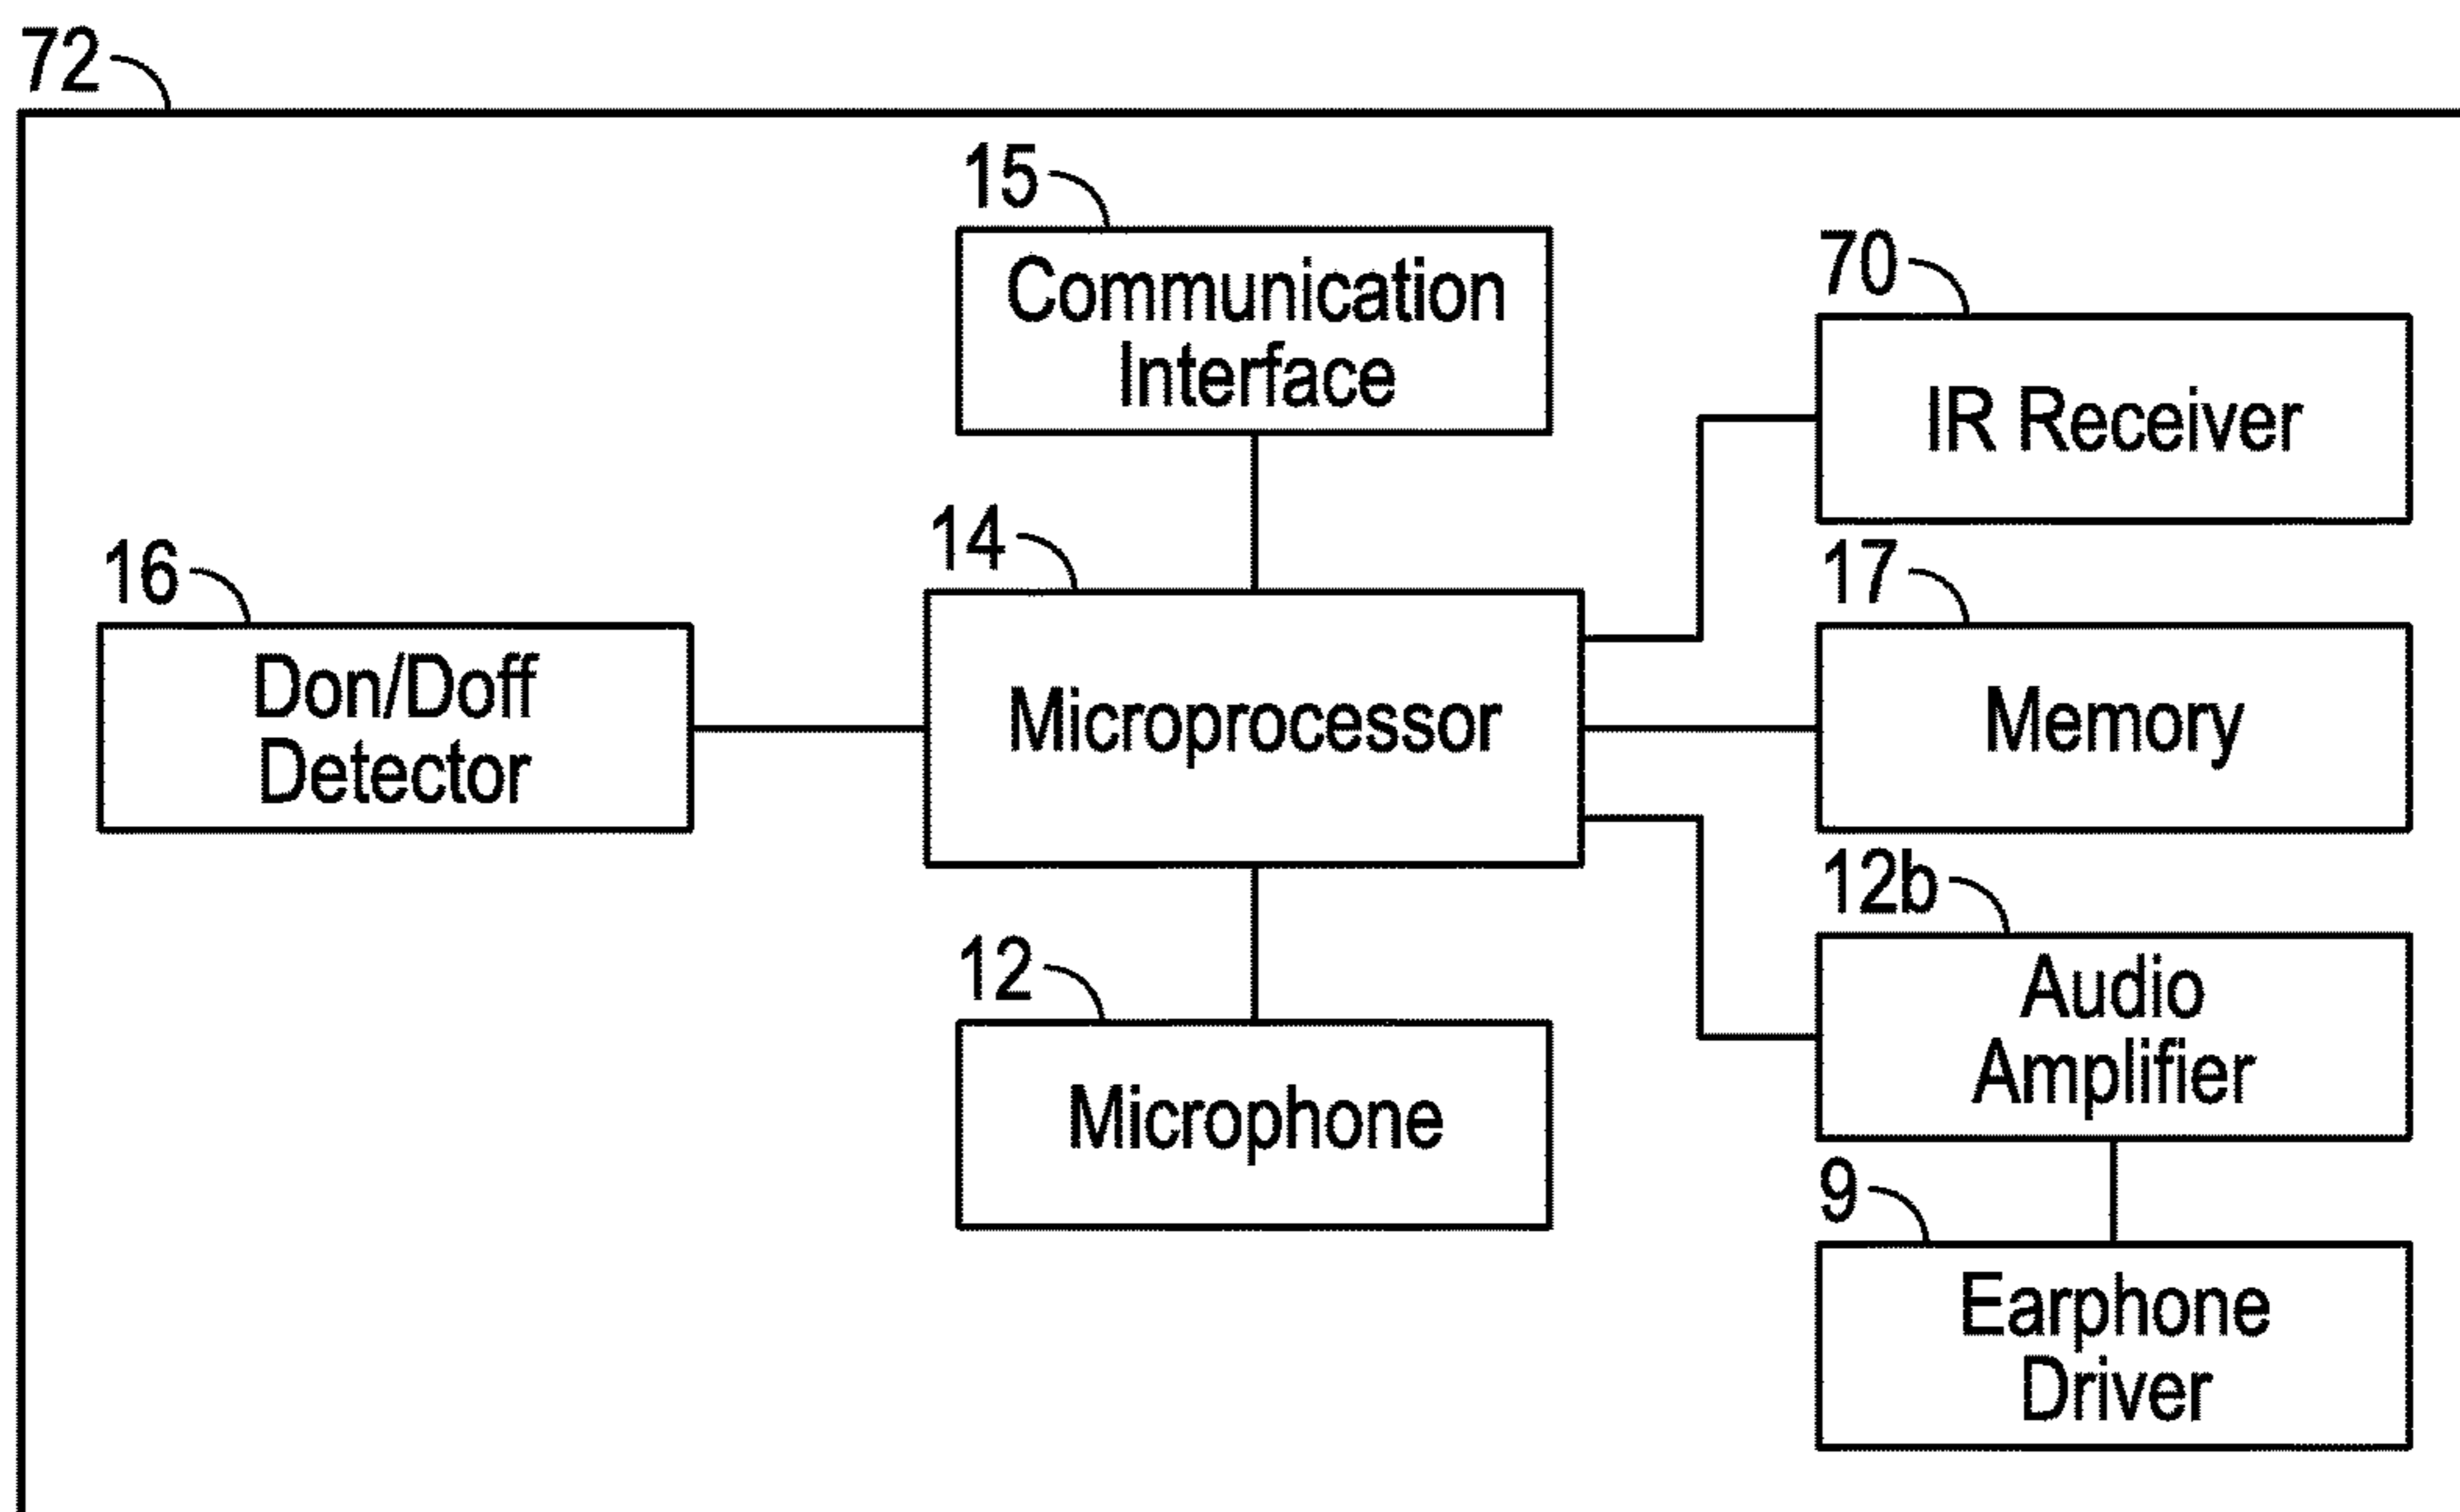 72
15
Communication
Interface
70
IR Receiver
16
Don/Doff
Detector
14
Microprocessor
17
Memory
12
Microphone
12b
Audio
Amplifier
9
Earphone
Driver